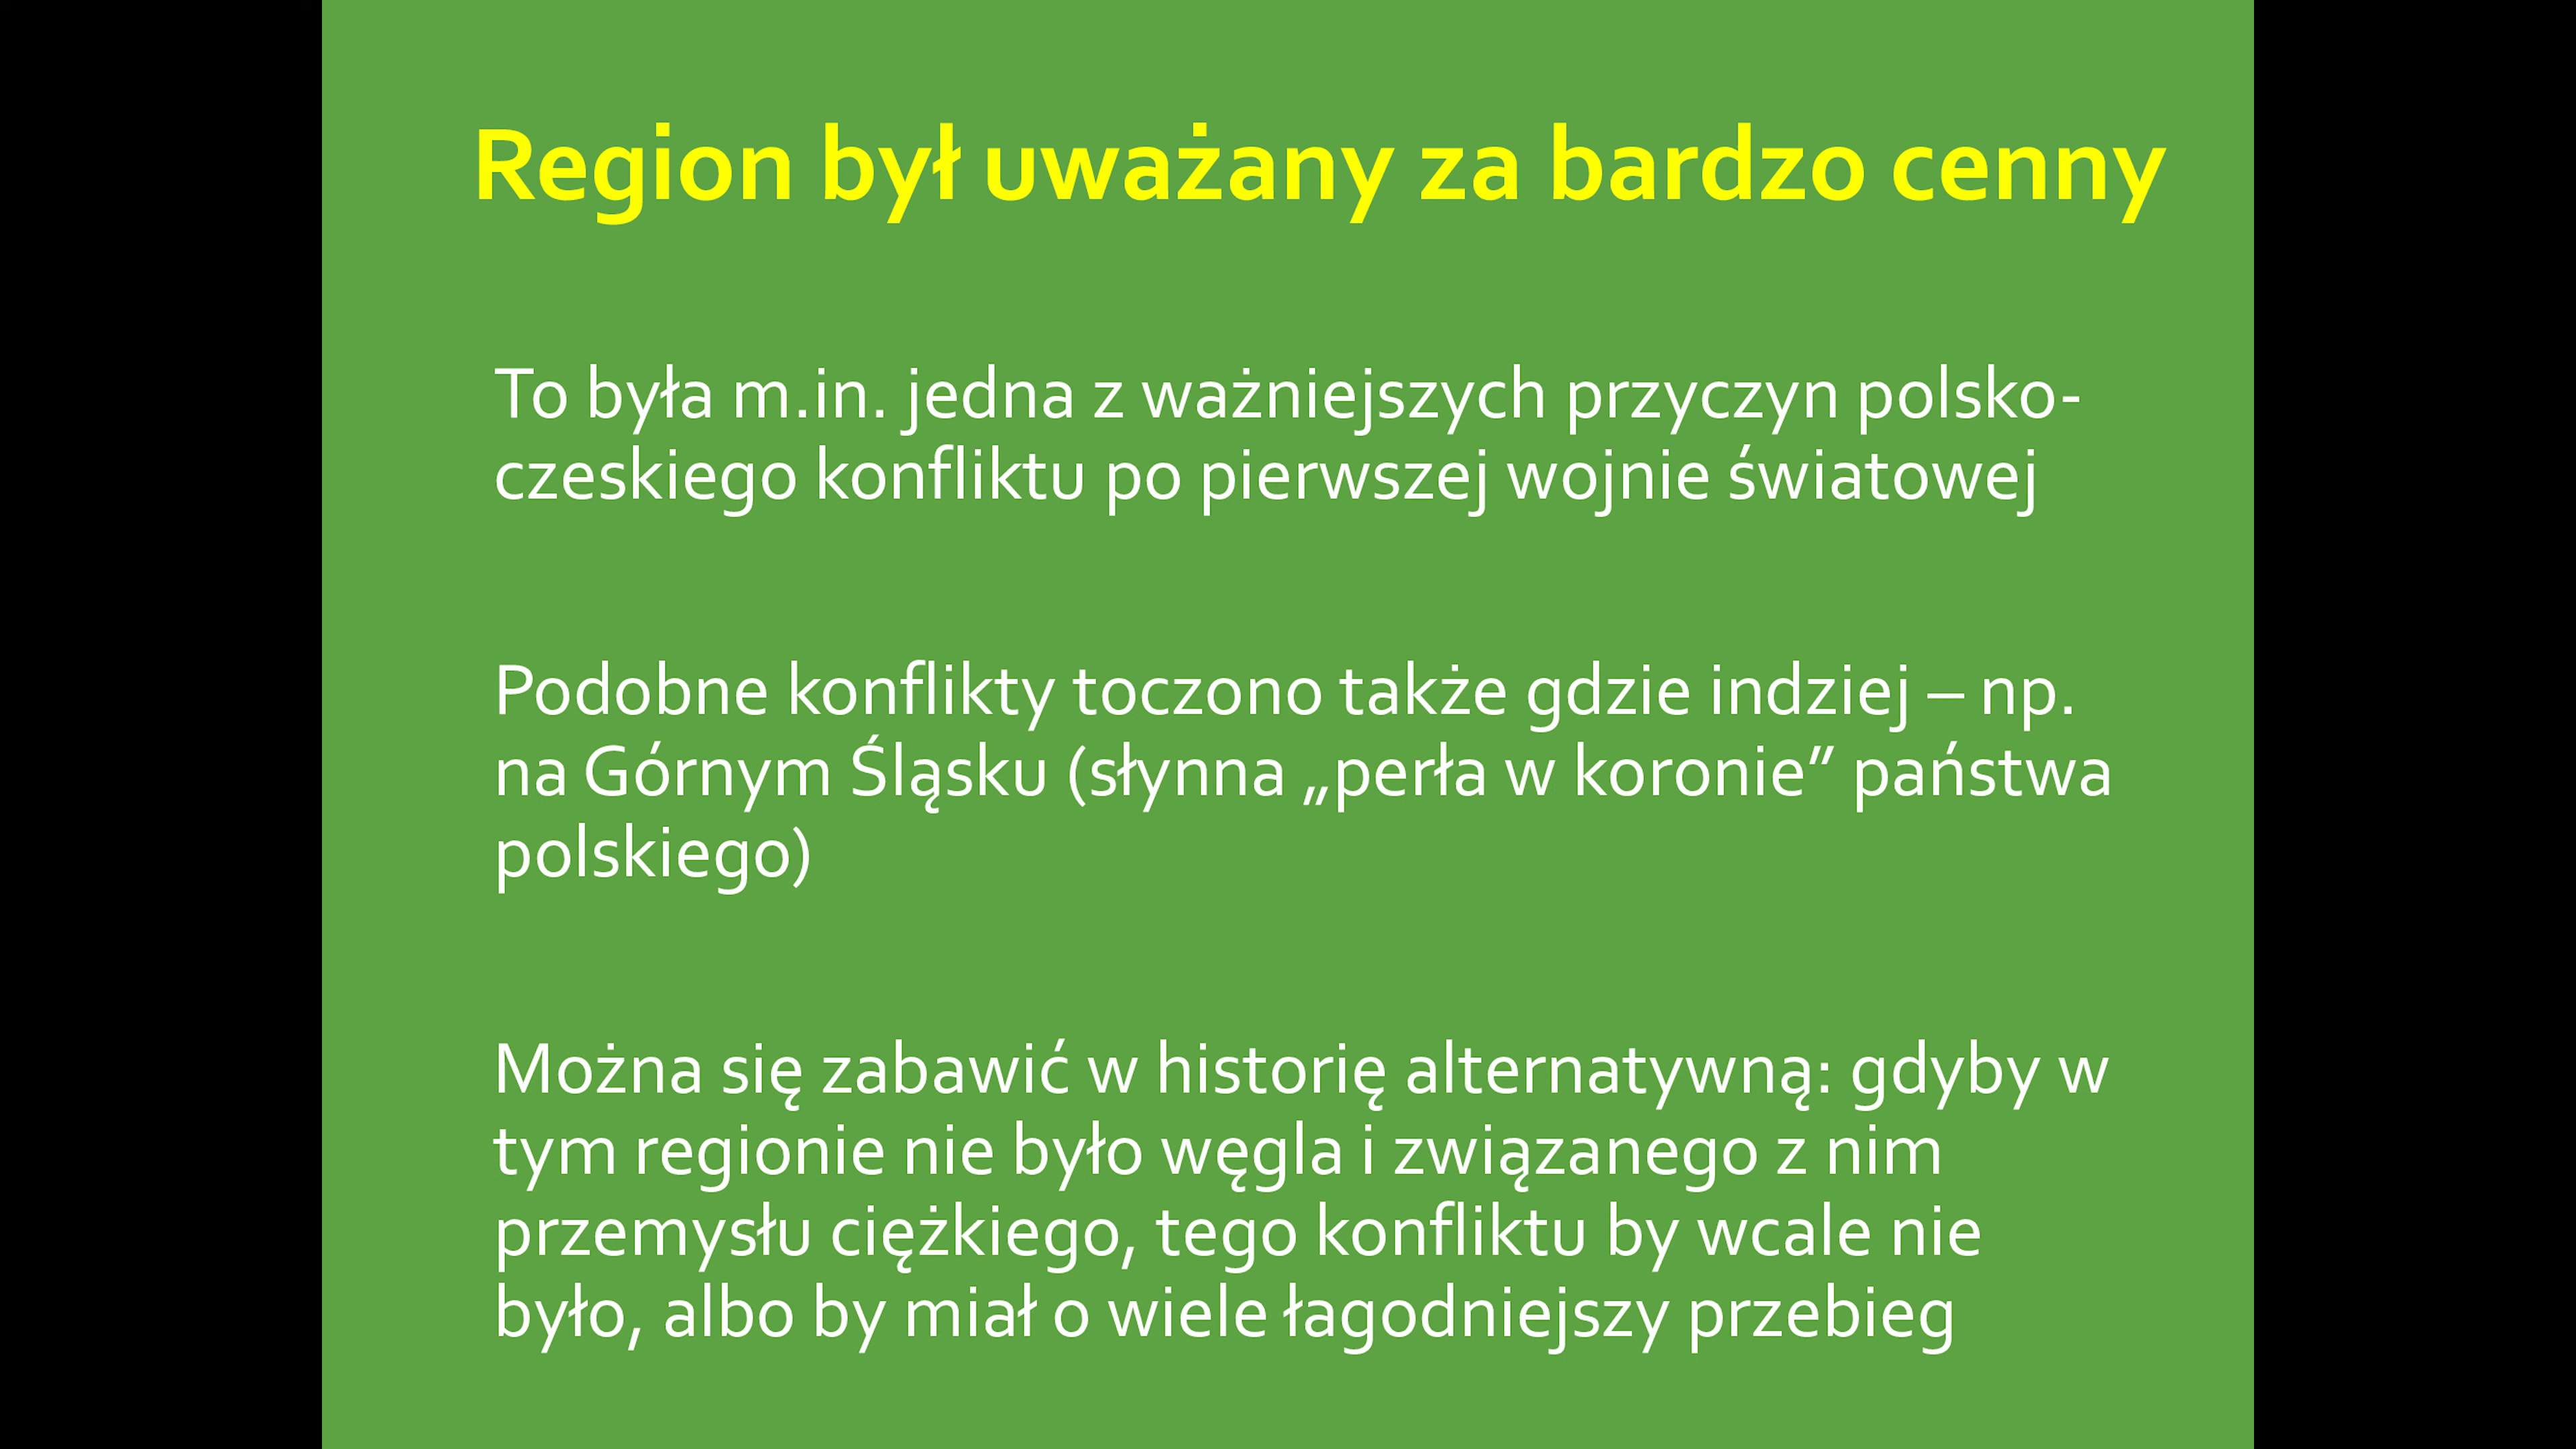 Region był uważany za bardzo cenny
To była m.in. jedna z ważniejszych przyczyn polsko-
czeskiego konfliktu po pierwszej wojnie światowej
Podobne konflikty toczono także gdzie indziej – np.
na Górnym Śląsku (słynna „perła w koronie” państwa
polskiego)
Można się zabawić w historię alternatywną: gdyby w
tym regionie nie było węgla i związanego z nim
przemysłu ciężkiego, tego konfliktu by wcale nie
było, albo by miał o wiele łagodniejszy przebieg